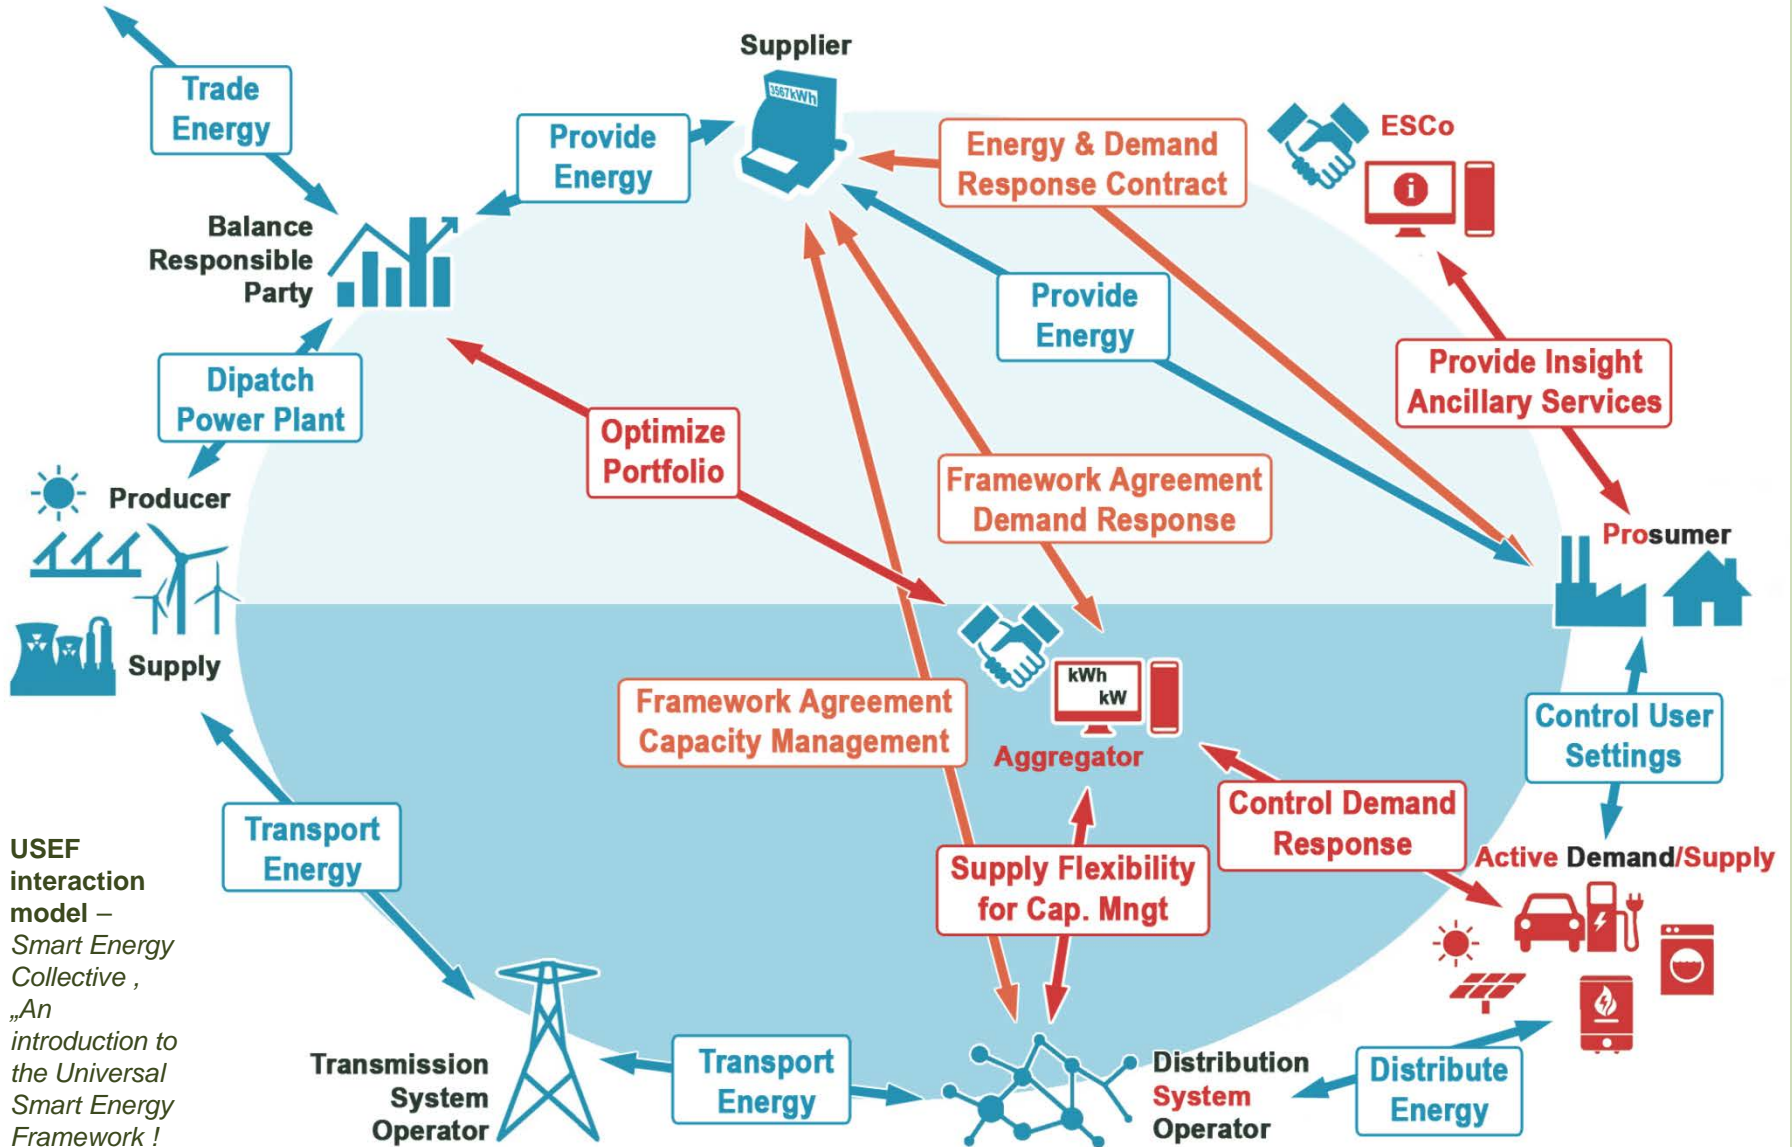 Supplier
3567kWh
Trade
Energy
Provide
Energy
Energy & Demand
Response Contract
ESCo
i
Balance
Responsible
Party
Provide
Energy
Provide Insight
Ancillary Services
Dipatch
Power Plant
Optimize
Portfolio
Framework Agreement
Demand Response
Producer
Prosumer
Supply
kWh
kW
Framework Agreement
Capacity Management
Aggregator
Control User
Settings
Transport
Energy
Control Demand
Response
Supply Flexibility
for Cap. Mngt
Active Demand/Supply
USEF
interaction
model –
Smart Energy
Collective ,
„An
introduction to
the Universal
Smart Energy
Framework !
Transmission
System
Operator
Transport
Energy
Distribution
System
Operator
Distribute
Energy